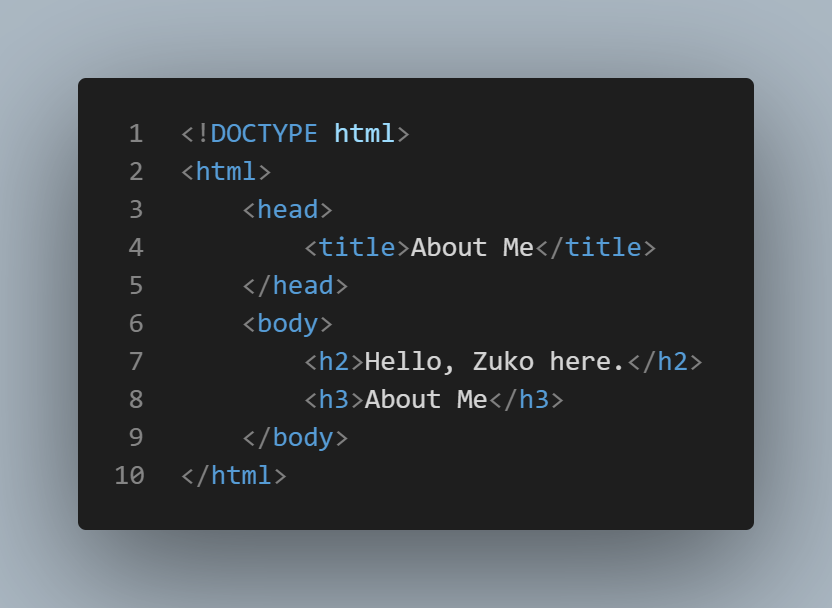 1 <!DOCTYPE html>
2 <html>
3     <head>
4         <title>About Me</title>
5     </head>
6     <body>
7         <h2>Hello, Zuko here.</h2>
8         <h3>About Me</h3>
9     </body>
10 </html>